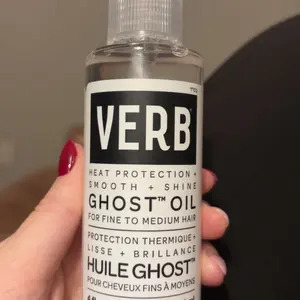 VERB
HEAT PROTECTION +
SMOOTH + SHINE
GHOST™ OIL
FOR FINE TO MEDIUM HAIR
PROTECTION THERMIQUE +
LISSE + BRILLANCE
HUILE GHOST™
POUR CHEVEUX FINS À MOYENS